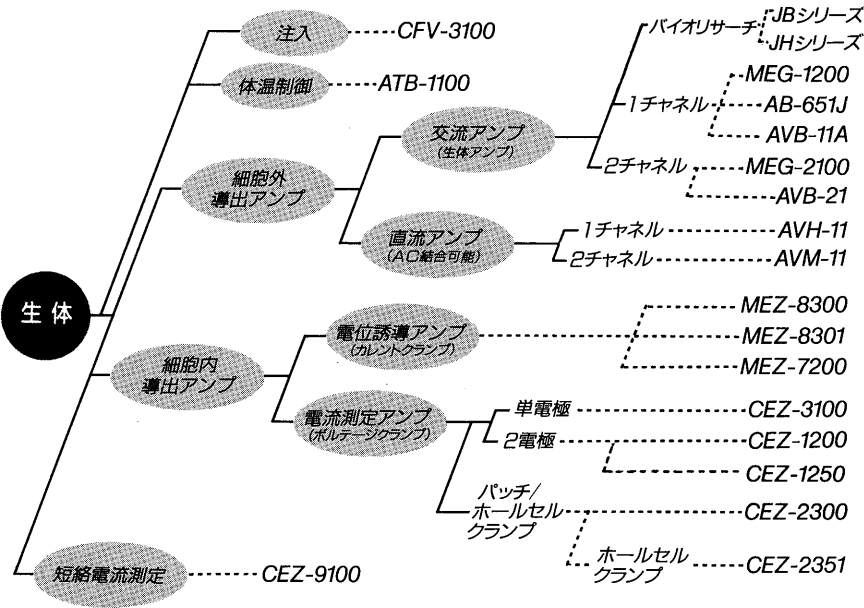 注入 CFV-3100
体温制御 ATB-1100
バイオリサーチ JBシリーズ
JHシリーズ
交流アンプ
(生体アンプ)
1チャネル MEG-1200
AB-651J
AVB-11A
2チャネル MEG-2100
AVB-21
細胞外
導出アンプ
直流アンプ
(AC結合可能)
1チャネル AVH-11
2チャネル AVM-11
生体
細胞内
導出アンプ
電位誘導アンプ
(カレントクランプ)
MEZ-8300
MEZ-8301
MEZ-7200
電流測定アンプ
(ボルテージクランプ)
単電極 CEZ-3100
2電極 CEZ-1200
CEZ-1250
パッチ/
ホールセル
クランプ
CEZ-2300
ホールセル
クランプ
CEZ-2351
短絡電流測定 CEZ-9100